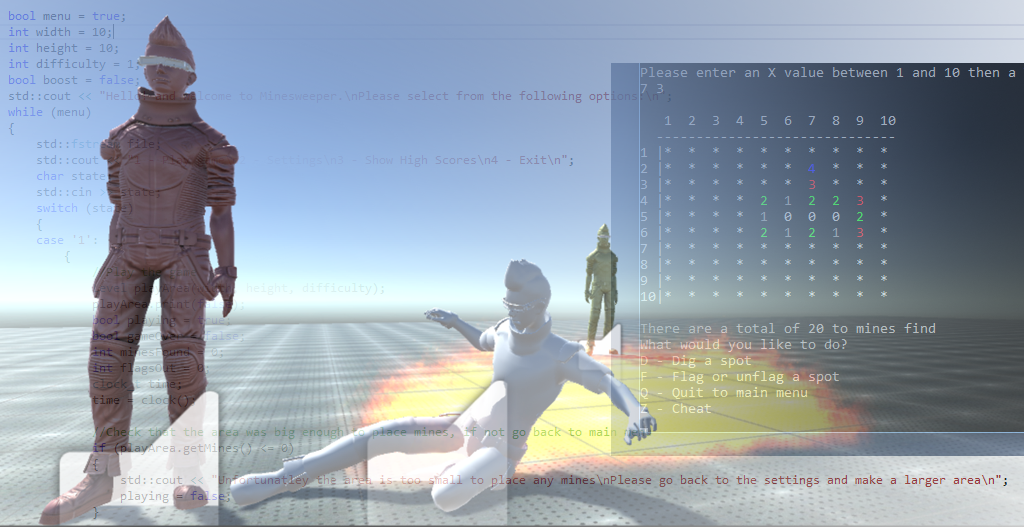 bool menu = true;
int width = 10;
int height = 10;
int difficulty = 1;
bool boost = false;
std::cout << "Hello and welcome to Minesweeper.\nPlease select from the following options:\n";
while (menu)
{
std::fstream file;
std::cout Settings\n3 - Show High Scores\n4 - Exit\n";
char state;
std::cin >> state;
switch (state)
{
case '1':
{
height, difficulty);
bool playing
int
int flagsOut = 0;
time = clock();
//Check that the area was big enough to place mines, if not go back to main
if (playArea.getMines() <= 0)
{
std::cout << "Unfortunatley the area is too small to place any mines\nPlease go back to the settings and make a larger area\n";
playing = false;
}
Please enter an X value between 1 and 10 then a
7 3
1 2 3 4 5 6 7 8 9 10
-----------------------------
1 |* * * * * * * * * *
2 |* * * * * * 4 * * *
3 |* * * * * * 3 * * *
4 |* * * * 2 1 2 2 3 *
5 |* * * * 1 0 0 0 2 *
6 |* * * * 2 1 2 1 3 *
7 |* * * * * * * * * *
8 |* * * * * * * * * *
9 |* * * * * * * * * *
10|* * * * * * * * * *
There are a total of 20 to mines find
What would you like to do?
D - Dig a spot
F - Flag or unflag a spot
Q - Quit to main menu
Z - Cheat